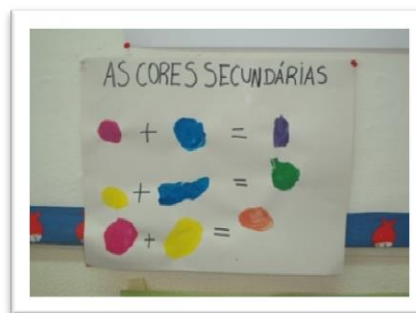 AS CORES SECUNDÁRIAS
+ =
+ =
+ =